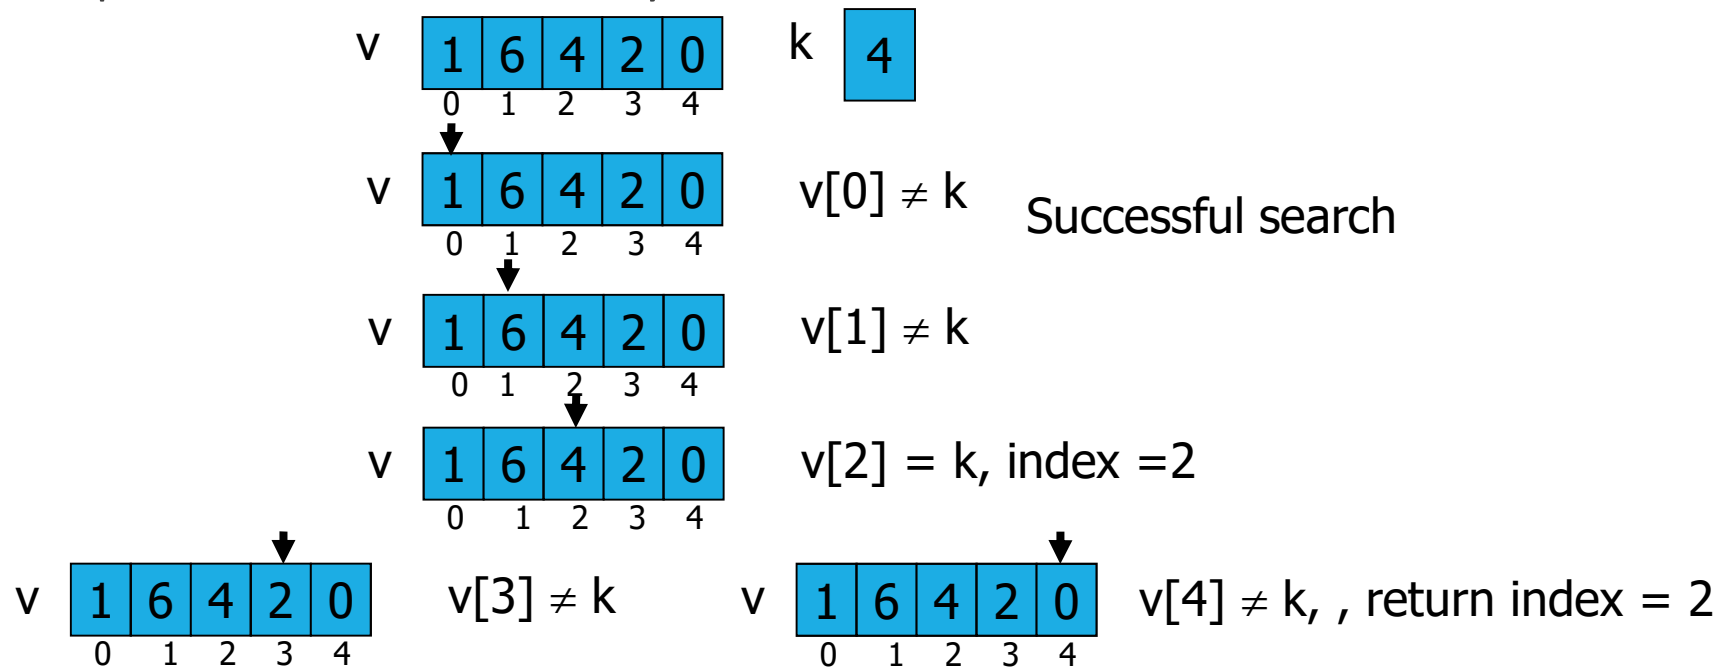 v 1 6 4 2 0 k 4
0 1 2 3 4
v 1 6 4 2 0 v[0] ≠ k
Successful search
0 1 2 3 4
v 1 6 4 2 0 v[1] ≠ k
0 1 2 3 4
v 1 6 4 2 0 v[2] = k, index =2
0 1 2 3 4
v 1 6 4 2 0 v[3] ≠ k v 1 6 4 2 0 v[4] ≠ k, , return index = 2
0 1 2 3 4 0 1 2 3 4